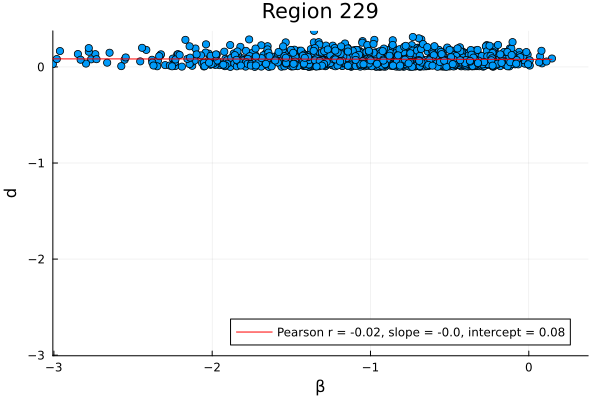 Region 229
0
−1
−2
−3
d
Pearson r = -0.02, slope = -0.0, intercept = 0.08
−3
−2
−1
0
β